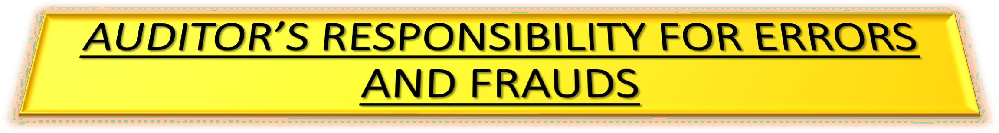 AUDITOR’S RESPONSIBILITY FOR ERRORS
AND FRAUDS